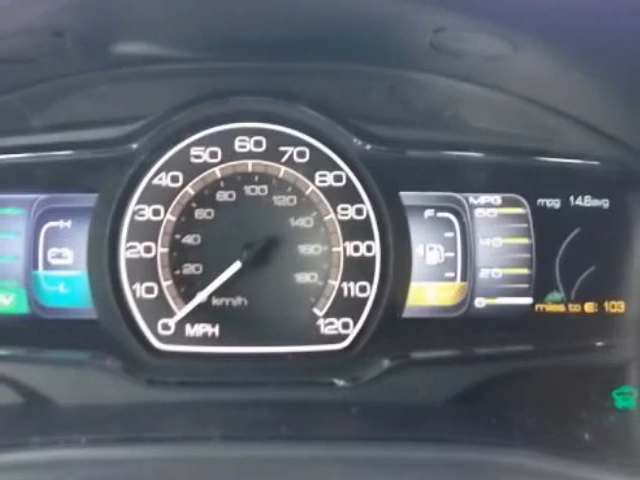 60
50 70
40 80
30 90
20 100
10 110
0 MPH 120
100
80 120
60 140
40 160
20 180
km/h
H
L
V
F
E
MPG
60
40
20
0
mpg 14.8avg
miles to E: 103